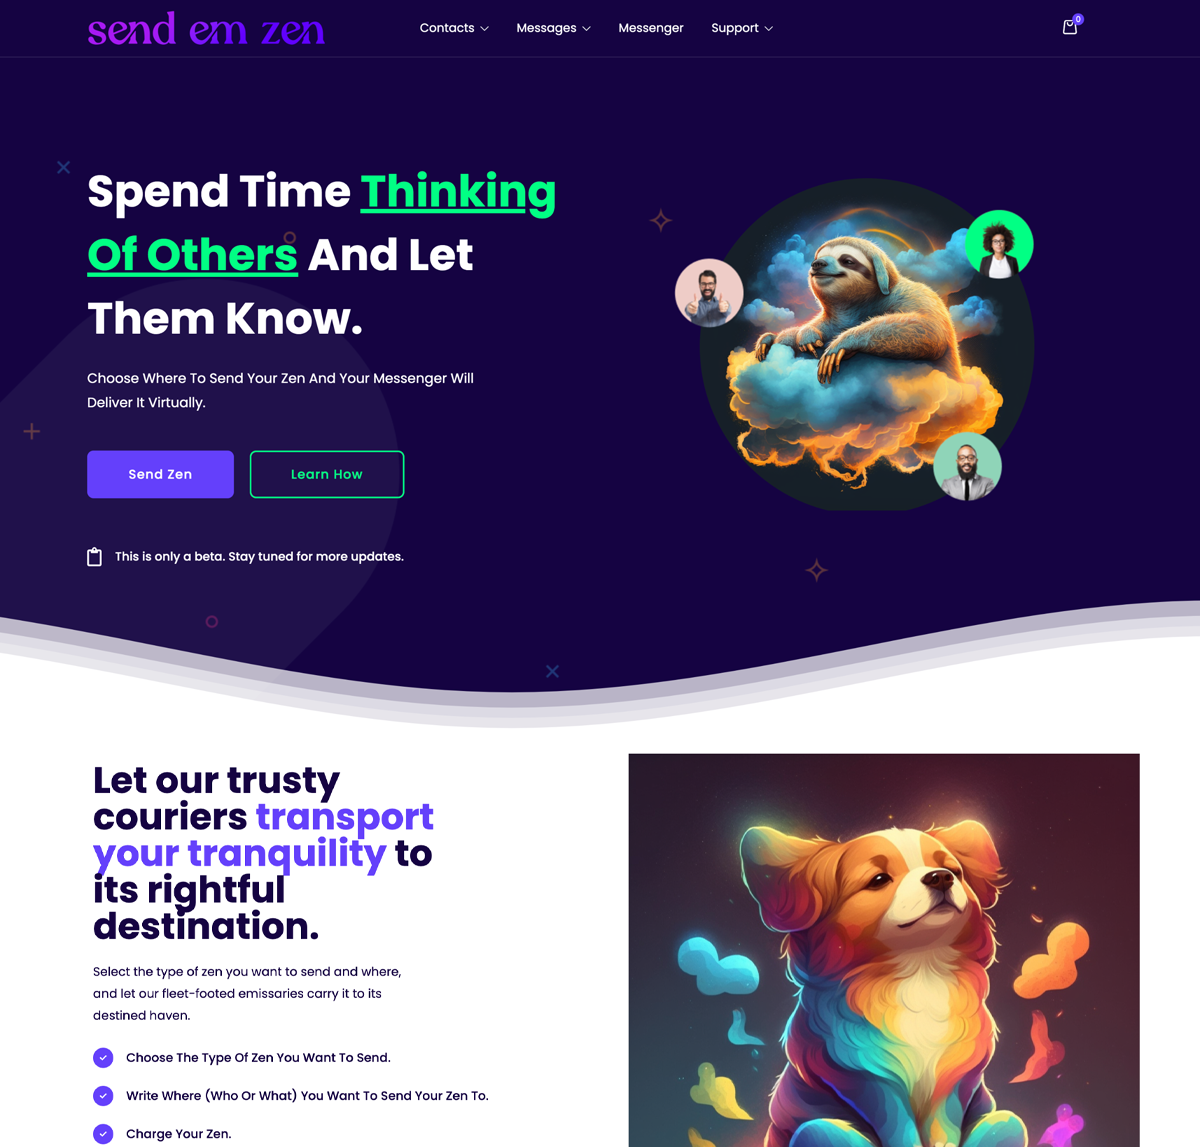 send em zen
Contacts
Messages
Messenger
Support
0
Spend Time Thinking
Of Others And Let
Them Know.
Choose Where To Send Your Zen And Your Messenger Will
Deliver It Virtually.
Send Zen
Learn How
This is only a beta. Stay tuned for more updates.
Let our trusty
couriers transport
your tranquility to
its rightful
destination.
Select the type of zen you want to send and where,
and let our fleet-footed emissaries carry it to its
destined haven.
Choose The Type Of Zen You Want To Send.
Write Where (Who Or What) You Want To Send Your Zen To.
Charge Your Zen.